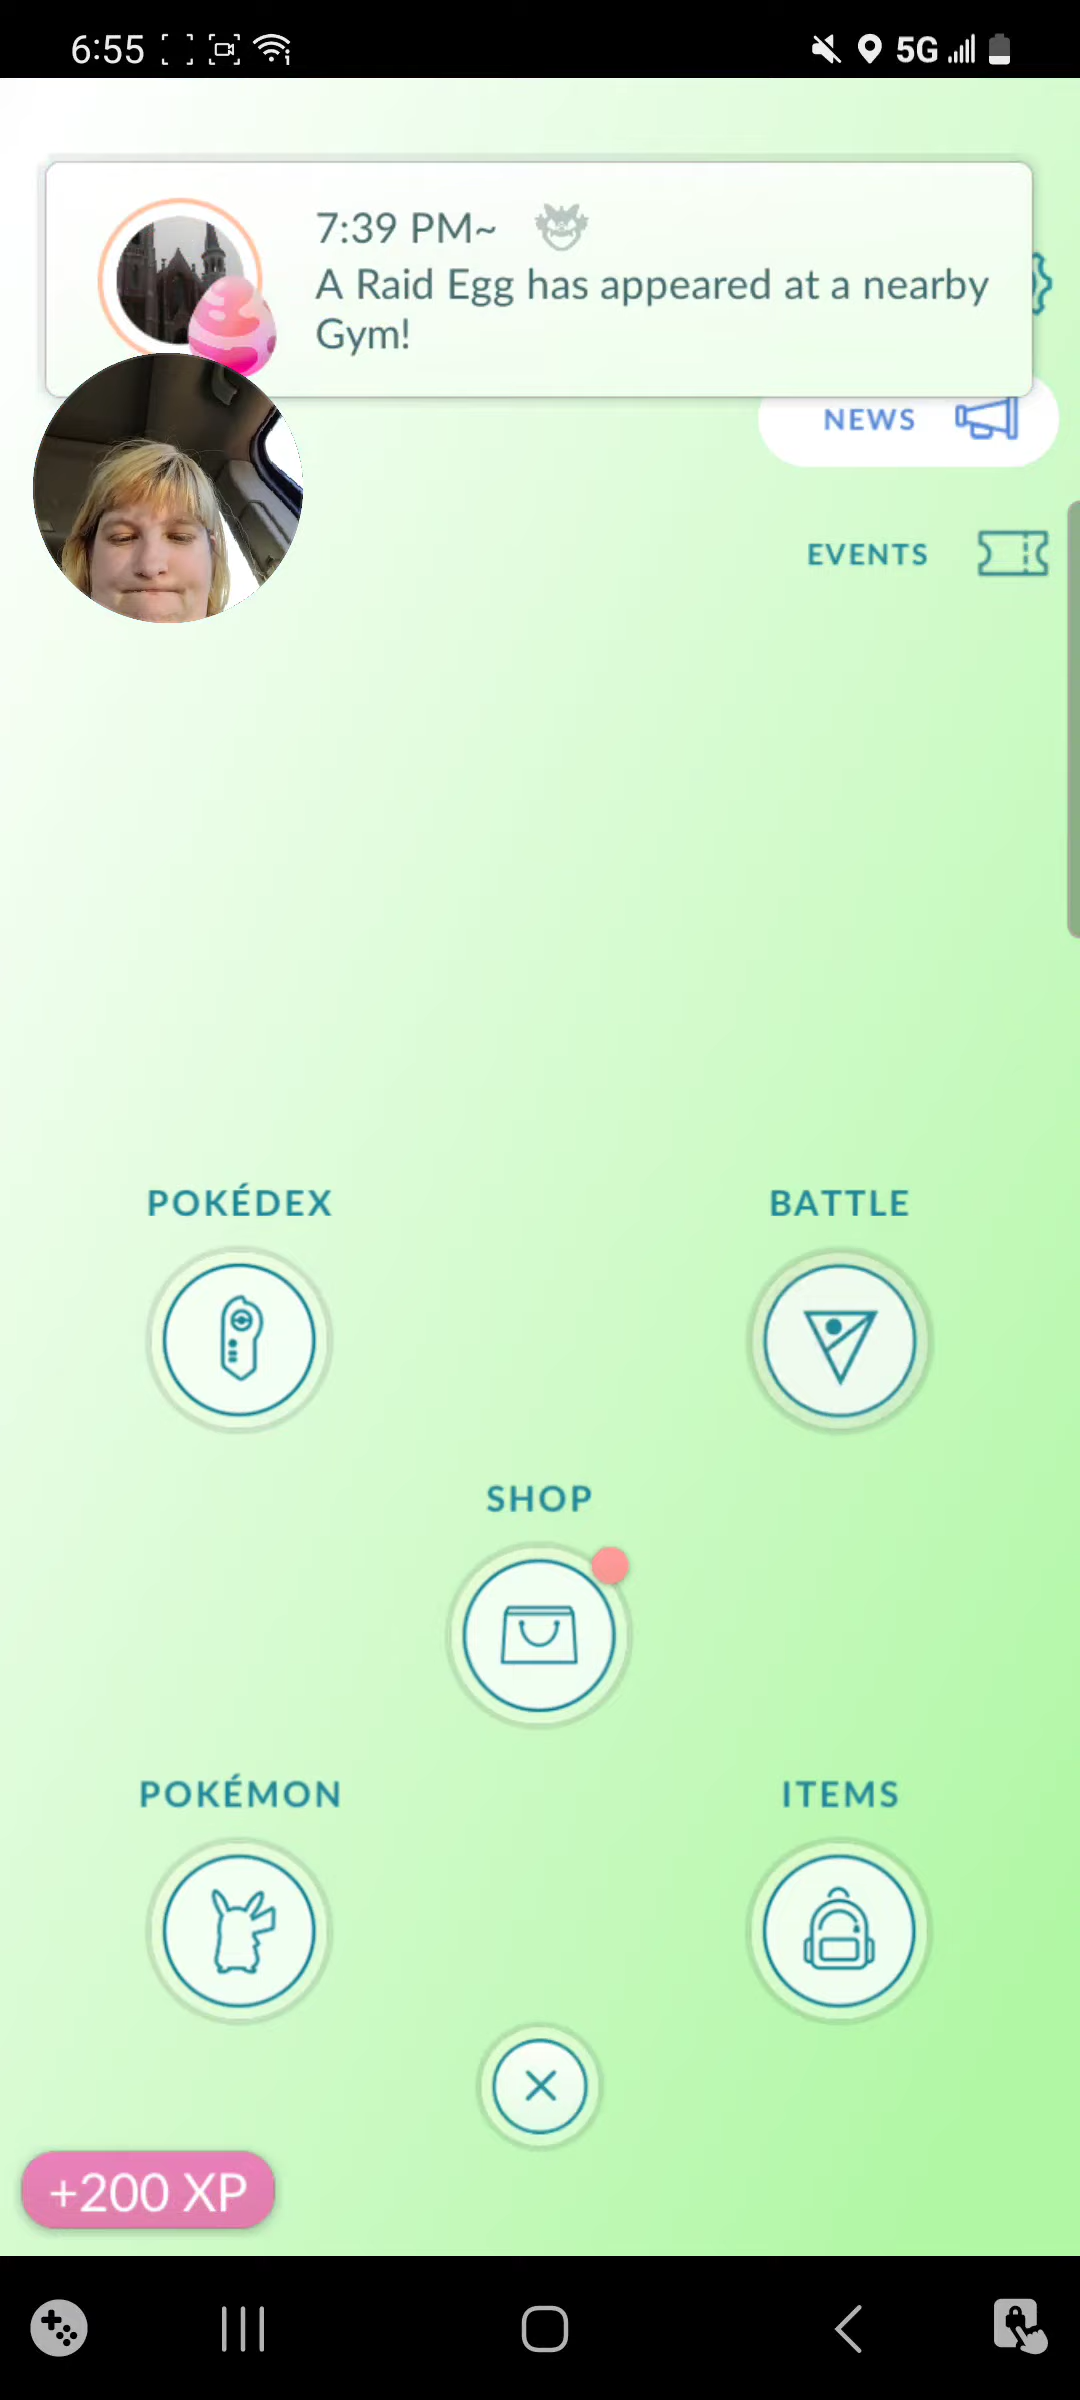 6:55
5G
7:39 PM~
A Raid Egg has appeared at a nearby
Gym!
NEWS
EVENTS
POKÉDEX
BATTLE
SHOP
POKÉMON
ITEMS
+200 XP